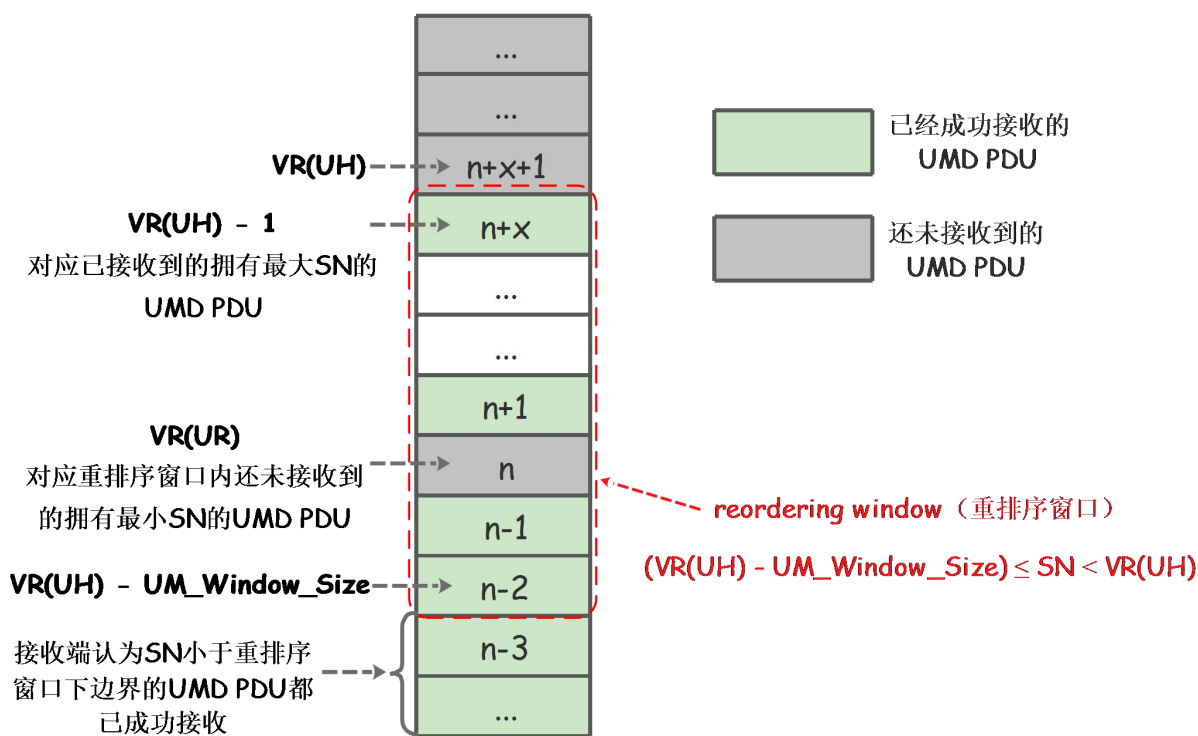 ...
...
VR(UH)
n+x+1
VR(UH) - 1
n+x
对应已接收到的拥有最大SN的
UMD PDU
...
...
n+1
VR(UR)
对应重排序窗口内还未接收到
的拥有最小SN的UMD PDU
n
n-1
VR(UH) - UM_Window_Size
n-2
接收端认为SN小于重排序
窗口下边界的UMD PDU都
已成功接收
n-3
...
已经成功接收的
UMD PDU
还未接收到的
UMD PDU
reordering window（重排序窗口）
(VR(UH) - UM_Window_Size) ≤ SN < VR(UH)